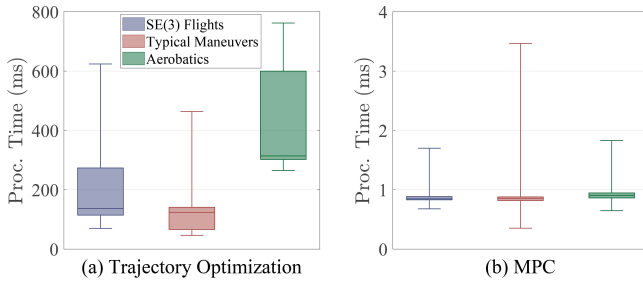 800
600
400
200
0
Proc. Time (ms)
SE(3) Flights
Typical Maneuvers
Aerobatics
(a) Trajectory Optimization
4
3
2
1
0
Proc. Time (ms)
(b) MPC